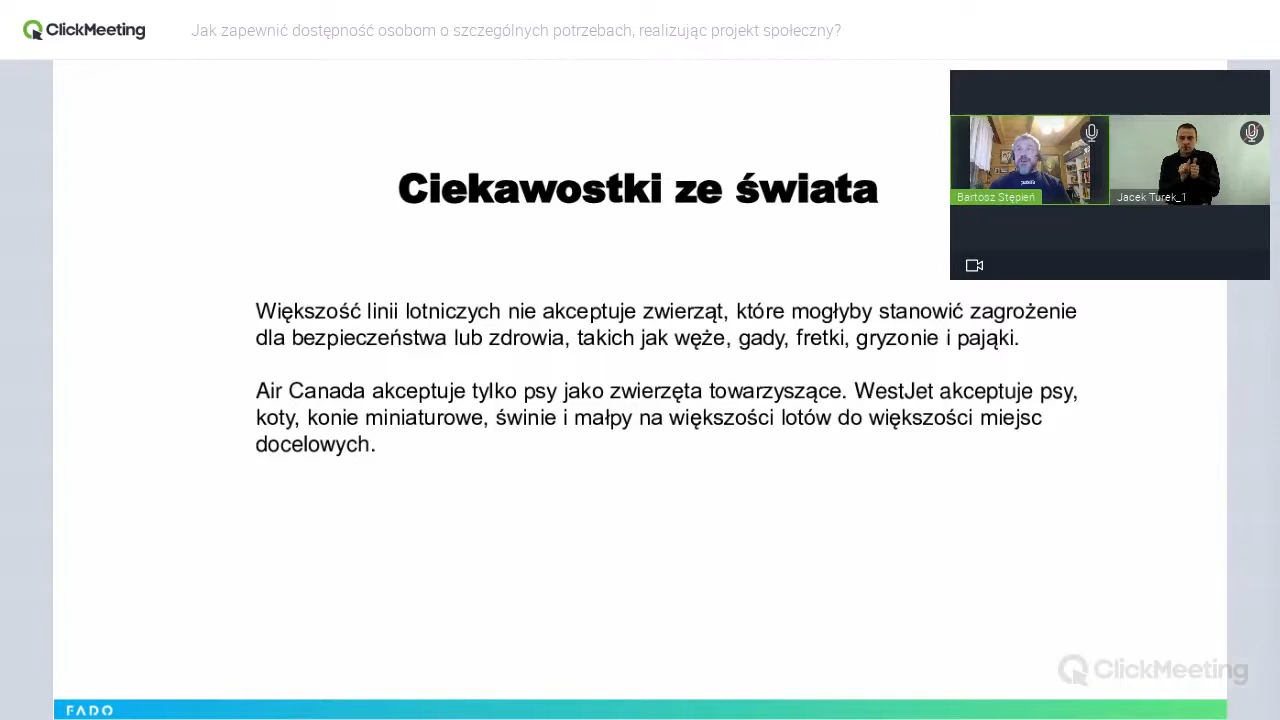 ClickMeeting
Jak zapewnić dostępność osobom o szczególnych potrzebach, realizując projekt społeczny?
Ciekawostki ze świata
Bartosz Stępień
Jacek Turek_1
Większość linii lotniczych nie akceptuje zwierząt, które mogłyby stanowić zagrożenie
dla bezpieczeństwa lub zdrowia, takich jak węże, gady, fretki, gryzonie i pająki.
Air Canada akceptuje tylko psy jako zwierzęta towarzyszące. WestJet akceptuje psy,
koty, konie miniaturowe, świnie i małpy na większości lotów do większości miejsc
docelowych.
ClickMeeting
FADO